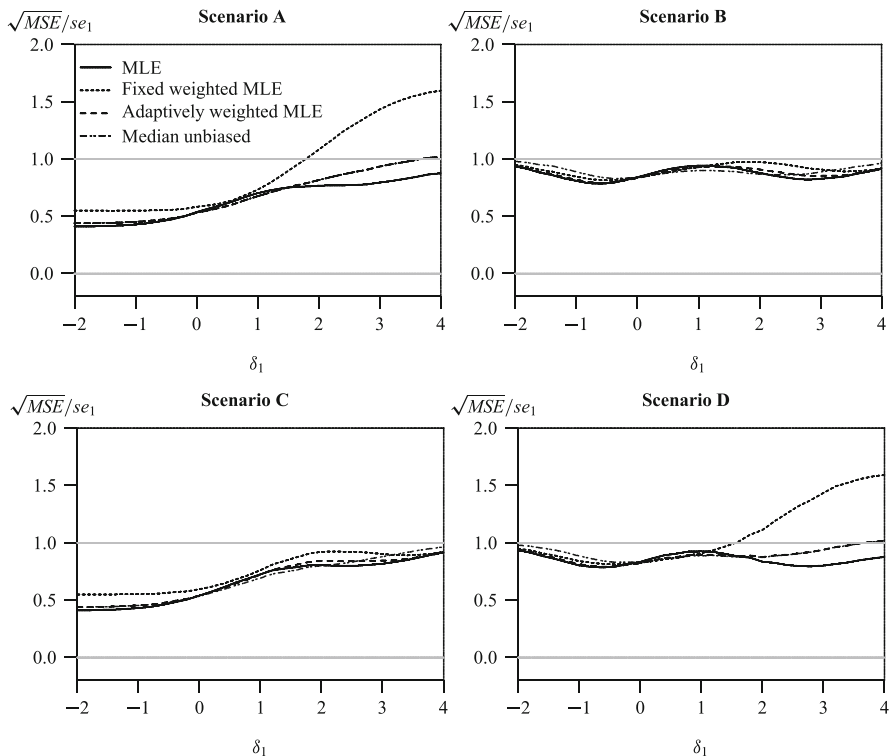 √MSE/se1
Scenario A
2.0
1.5
1.0
0.5
0.0
MLE
Fixed weighted MLE
Adaptively weighted MLE
Median unbiased
−2 −1 0 1 2 3 4
δ1
√MSE/se1
Scenario B
2.0
1.5
1.0
0.5
0.0
−2 −1 0 1 2 3 4
δ1
√MSE/se1
Scenario C
2.0
1.5
1.0
0.5
0.0
−2 −1 0 1 2 3 4
δ1
√MSE/se1
Scenario D
2.0
1.5
1.0
0.5
0.0
−2 −1 0 1 2 3 4
δ1